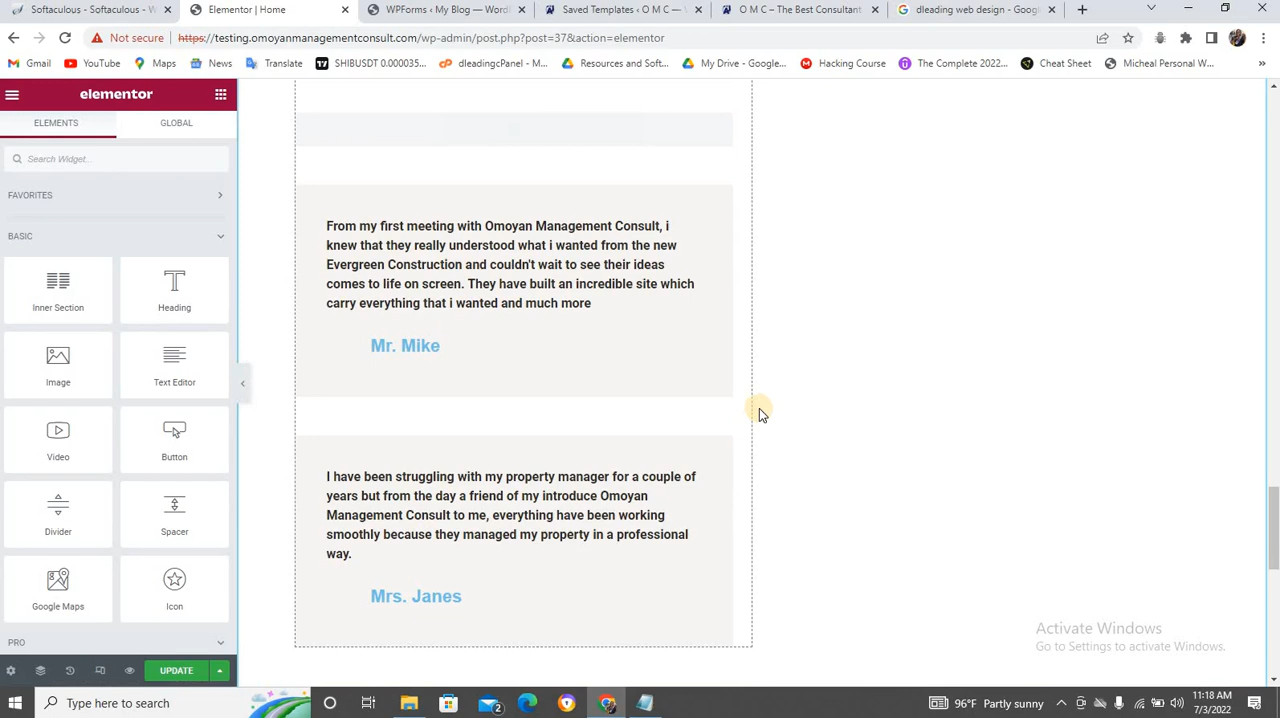 Softaculous - Softaculous - W
Elementor | Home
WPForms ‹ My Blog — WordP
Saved Templates ‹ O M C — W
O M C – The Best Consultant
dleading web design - Googl
Not secure
https://testing.omoyanmanagementconsult.com/wp-admin/post.php?post=37&action=elementor
Gmail
YouTube
Maps
News
Translate
SHIBUSDT 0.000035...
dleadingcPanel - M...
Resources and Soft...
My Drive - Google...
Hacking Course
The Complete 2022...
Cheat Sheet
Micheal Personal W...
elementor
ELEMENTS
GLOBAL
Search Widget...
FAVORITES
BASIC
Inner Section
Heading
Image
Text Editor
Video
Button
Divider
Spacer
Google Maps
Icon
PRO
UPDATE
From my first meeting with Omoyan Management Consult, i
knew that they really understood what i wanted from the new
Evergreen Construction and couldn't wait to see their ideas
comes to life on screen. They have built an incredible site which
carry everything that i wanted and much more
Mr. Mike
I have been struggling with my property manager for a couple of
years but from the day a friend of my introduce Omoyan
Management Consult to me, everything have been working
smoothly because they managed my property in a professional
way.
Mrs. Janes
Activate Windows
Go to Settings to activate Windows.
Type here to search
2
96°F Partly sunny
11:18 AM
7/3/2022